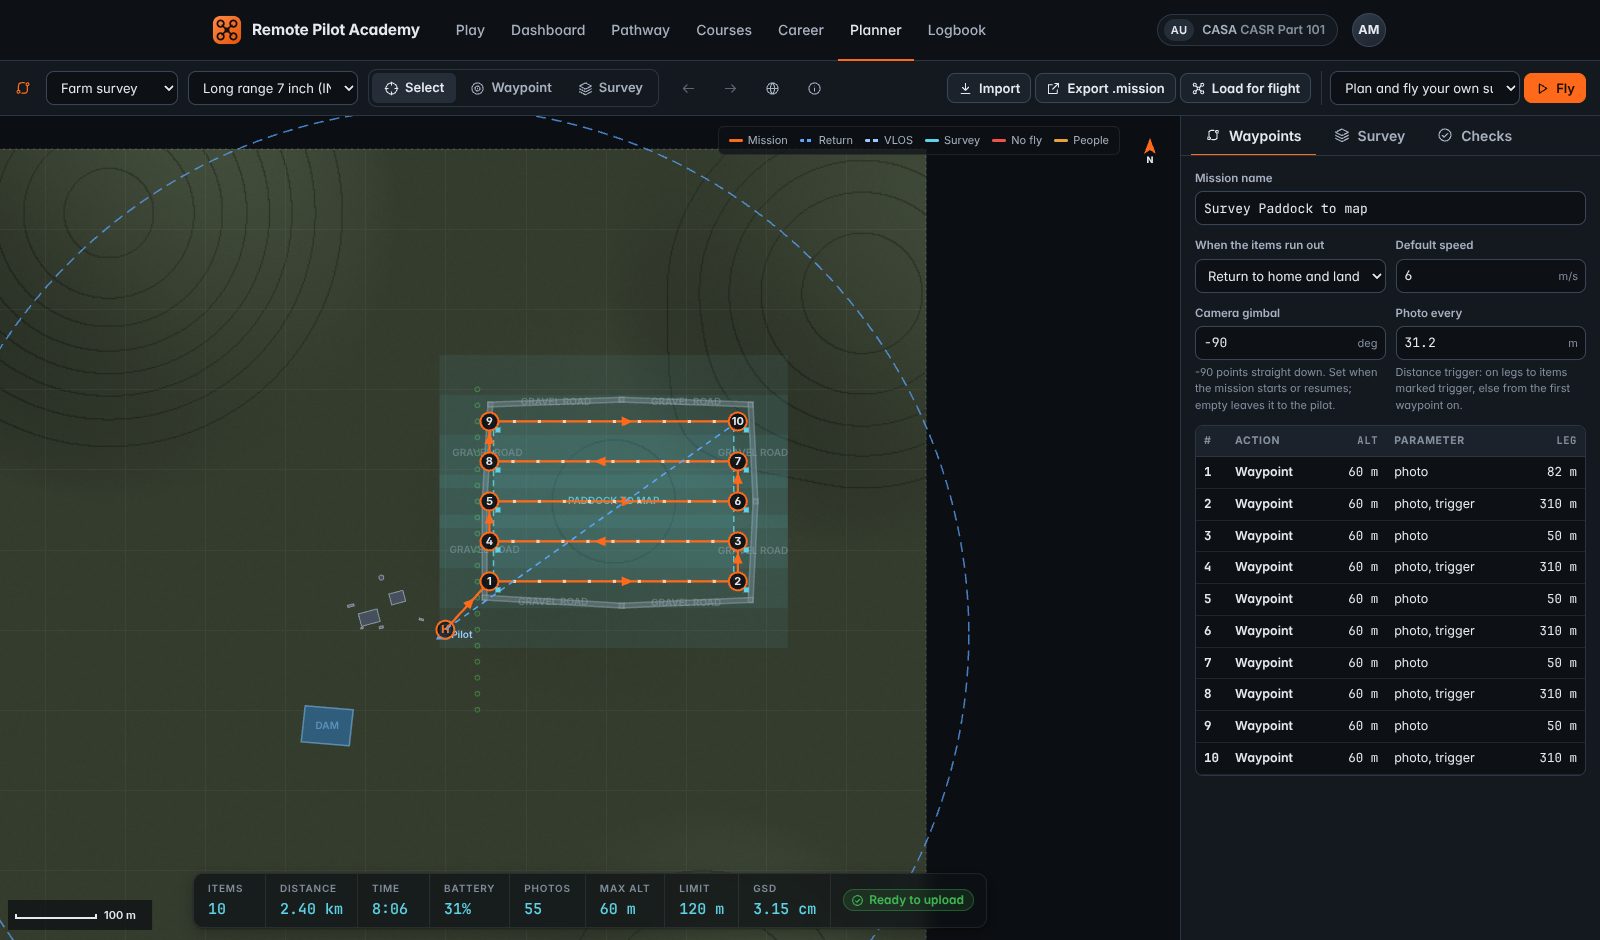 Remote Pilot Academy
Play
Dashboard
Pathway
Courses
Career
Planner
Logbook
AU CASA CASR Part 101
AM
Farm survey
Long range 7 inch (IN
Select
Waypoint
Survey
Import
Export .mission
Load for flight
Plan and fly your own su
Fly
Mission
Return
VLOS
Survey
No fly
People
N
GRAVEL ROAD
GRAVEL ROAD
9
10
GRAVEL ROAD
8
7
GRAVEL ROAD
5
PADDOCK TO MAP
6
4
3
GRAVEL ROAD
GRAVEL ROAD
1
2
GRAVEL ROAD
GRAVEL ROAD
H
Pilot
DAM
100 m
ITEMS
10
DISTANCE
2.40 km
TIME
8:06
BATTERY
31%
PHOTOS
55
MAX ALT
60 m
LIMIT
120 m
GSD
3.15 cm
Ready to upload
Waypoints
Survey
Checks
Mission name
Survey Paddock to map
When the items run out
Default speed
Return to home and land
6 m/s
Camera gimbal
Photo every
-90 deg
31.2 m
-90 points straight down. Set when
the mission starts or resumes;
empty leaves it to the pilot.
Distance trigger: on legs to items
marked trigger, else from the first
waypoint on.
# ACTION ALT PARAMETER LEG
1 Waypoint 60 m photo 82 m
2 Waypoint 60 m photo, trigger 310 m
3 Waypoint 60 m photo 50 m
4 Waypoint 60 m photo, trigger 310 m
5 Waypoint 60 m photo 50 m
6 Waypoint 60 m photo, trigger 310 m
7 Waypoint 60 m photo 50 m
8 Waypoint 60 m photo, trigger 310 m
9 Waypoint 60 m photo 50 m
10 Waypoint 60 m photo, trigger 310 m